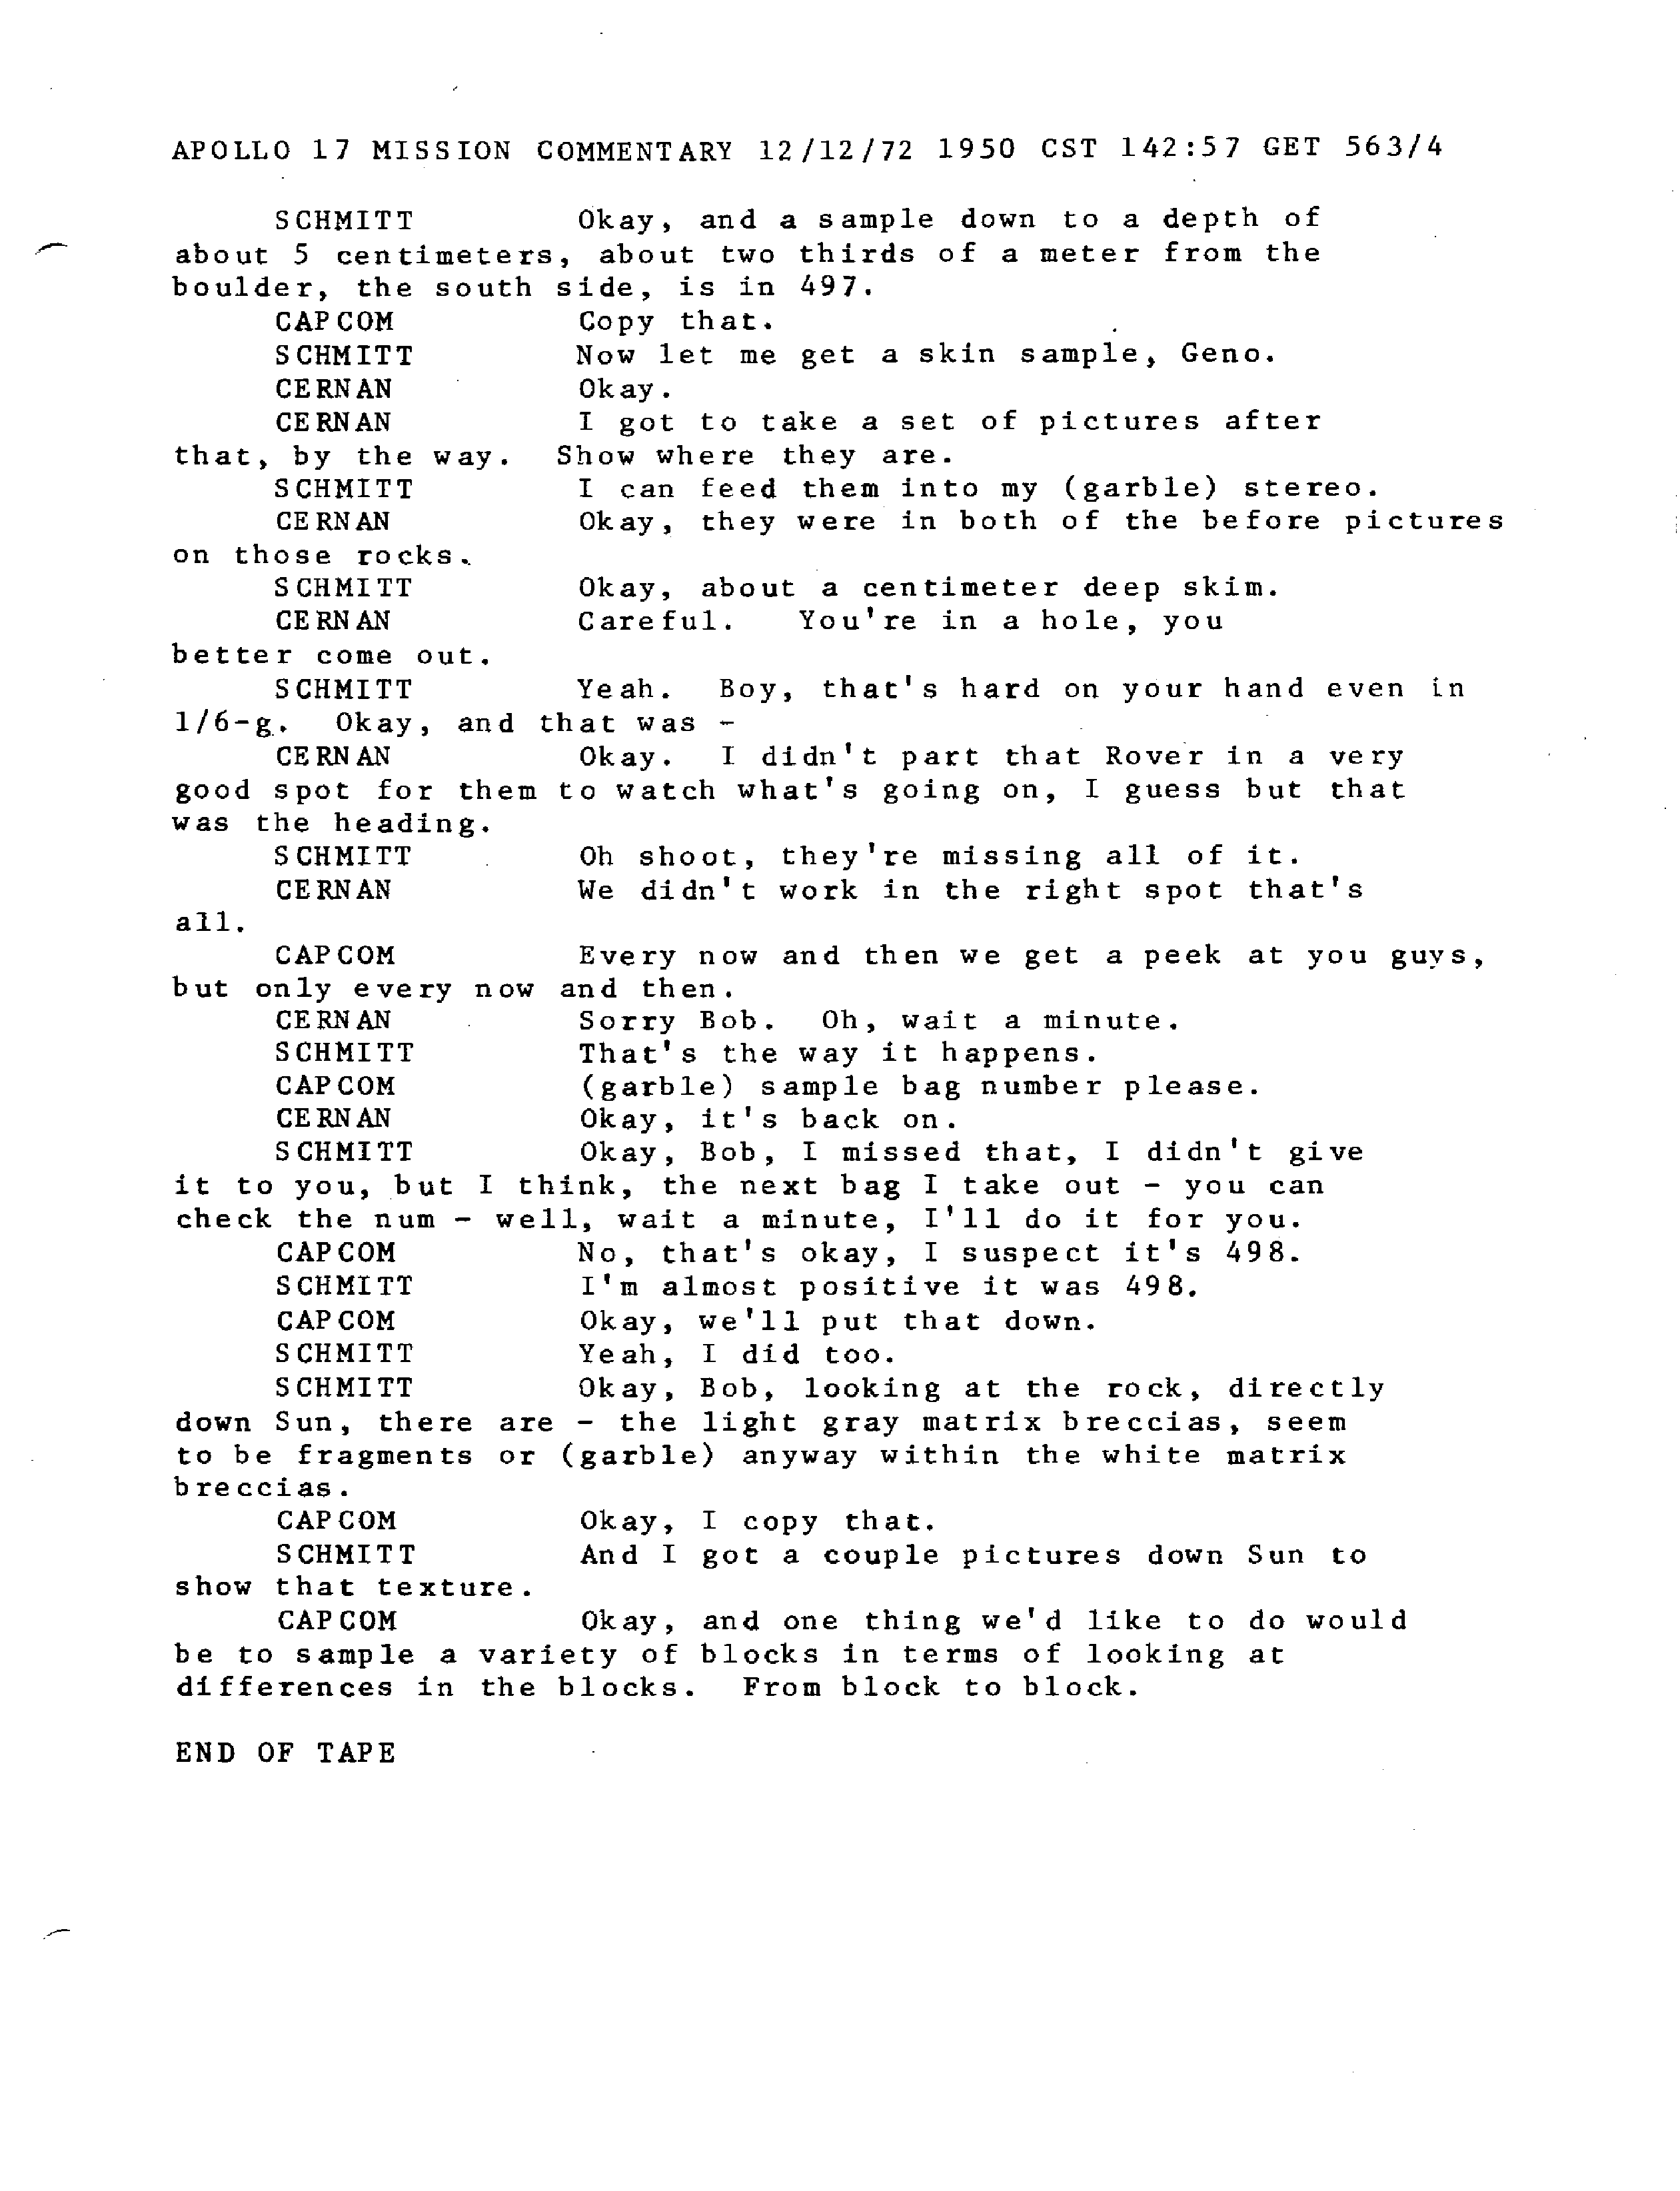 APOLLO 17 MISSION COMMENTARY 12/12/72 1950 CST 142:57 GET 563/4
SCHMITT Okay, and a sample down to a depth of
about 5 centimeters, about two thirds of a meter from the
boulder, the south side, is in 497.
CAPCOM Copy that.
SCHMITT Now let me get a skin sample, Geno.
CERNAN Okay.
CERNAN I got to take a set of pictures after
that, by the way. Show where they are.
SCHMITT I can feed them into my (garble) stereo.
CERNAN Okay, they were in both of the before pictures
on those rocks.
SCHMITT Okay, about a centimeter deep skim.
CERNAN Careful. You're in a hole, you
better come out.
SCHMITT Yeah. Boy, that's hard on your hand even in
1/6-g. Okay, and that was -
CERNAN Okay. I didn't part that Rover in a very
good spot for them to watch what's going on, I guess but that
was the heading.
SCHMITT Oh shoot, they're missing all of it.
CERNAN We didn't work in the right spot that's
all.
CAPCOM Every now and then we get a peek at you guys,
but only every now and then.
CERNAN Sorry Bob. Oh, wait a minute.
SCHMITT That's the way it happens.
CAPCOM (garble) sample bag number please.
CERNAN Okay, it's back on.
SCHMITT Okay, Bob, I missed that, I didn't give
it to you, but I think, the next bag I take out - you can
check the num - well, wait a minute, I'll do it for you.
CAPCOM No, that's okay, I suspect it's 498.
SCHMITT I'm almost positive it was 498.
CAPCOM Okay, we'll put that down.
SCHMITT Yeah, I did too.
SCHMITT Okay, Bob, looking at the rock, directly
down Sun, there are - the light gray matrix breccias, seem
to be fragments or (garble) anyway within the white matrix
breccias.
CAPCOM Okay, I copy that.
SCHMITT And I got a couple pictures down Sun to
show that texture.
CAPCOM Okay, and one thing we'd like to do would
be to sample a variety of blocks in terms of looking at
differences in the blocks. From block to block.
END OF TAPE